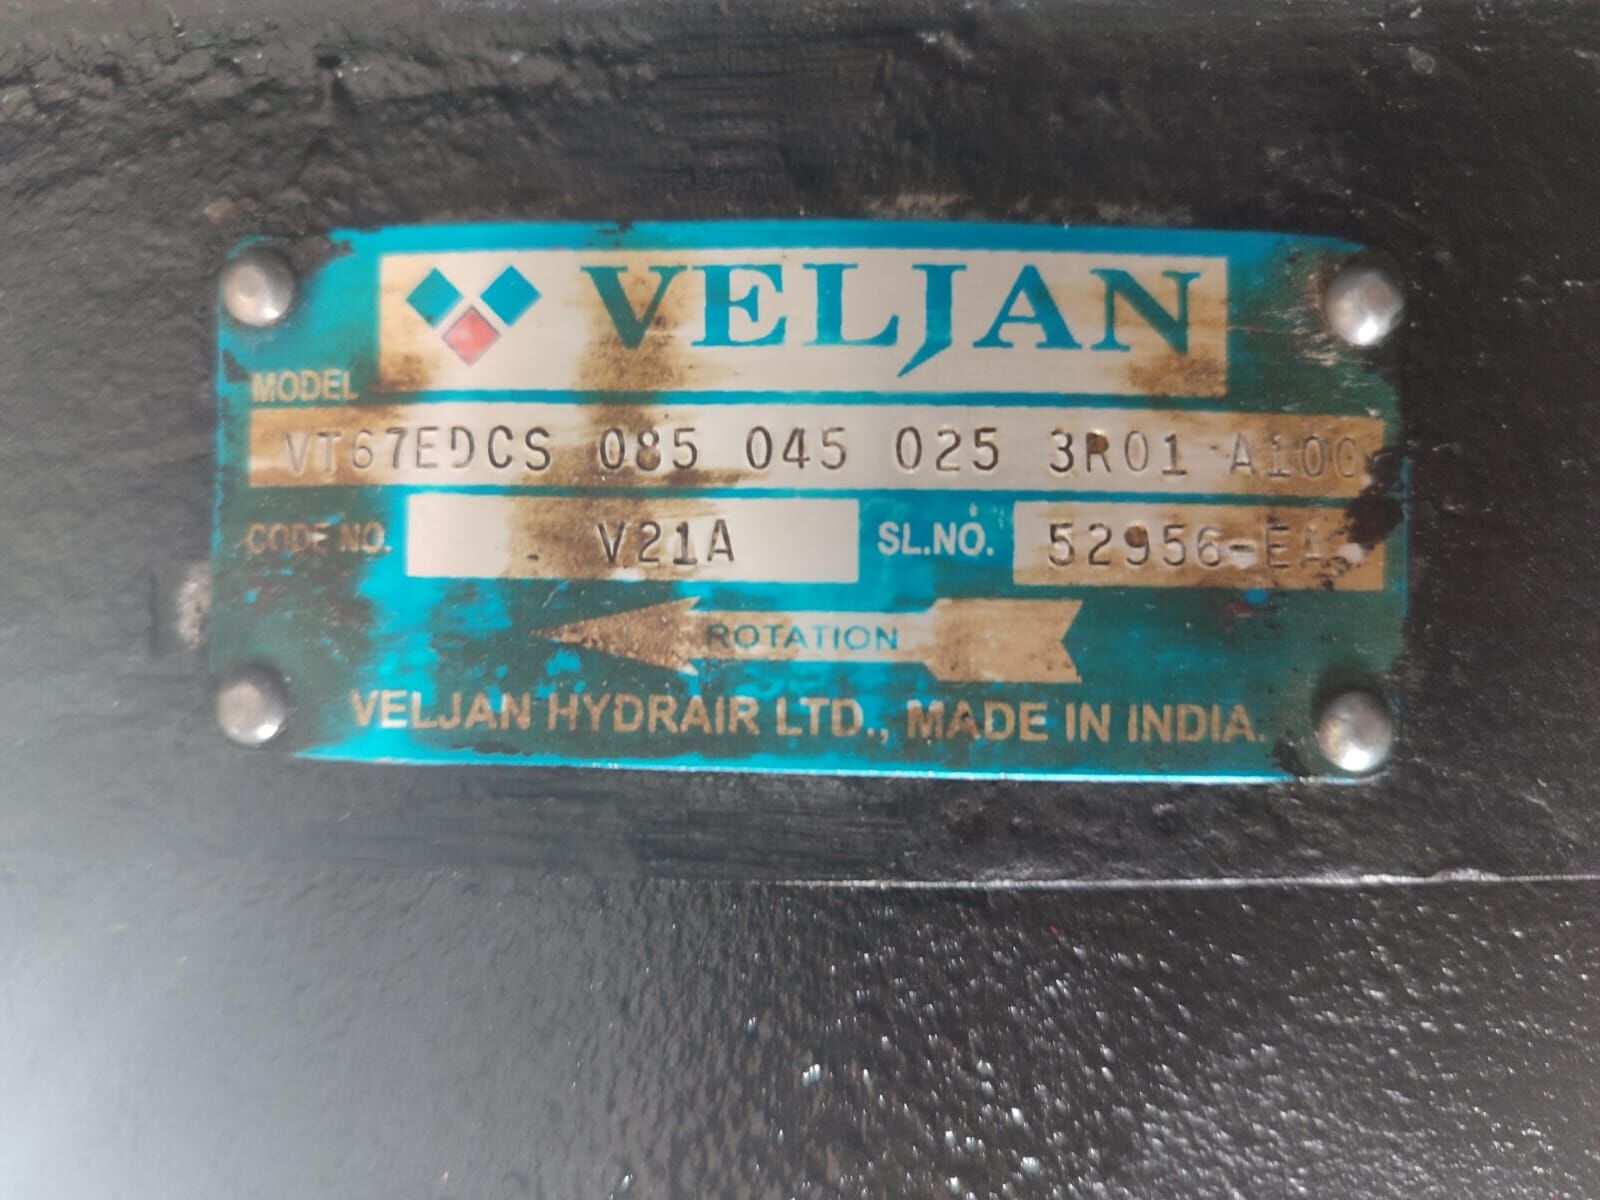 VELJAN
MODEL
VT67EDCS 085 045 025 3R01 A100
CODE NO. V21A SL.NO. 52956-EA
ROTATION
VELJAN HYDRAIR LTD., MADE IN INDIA.